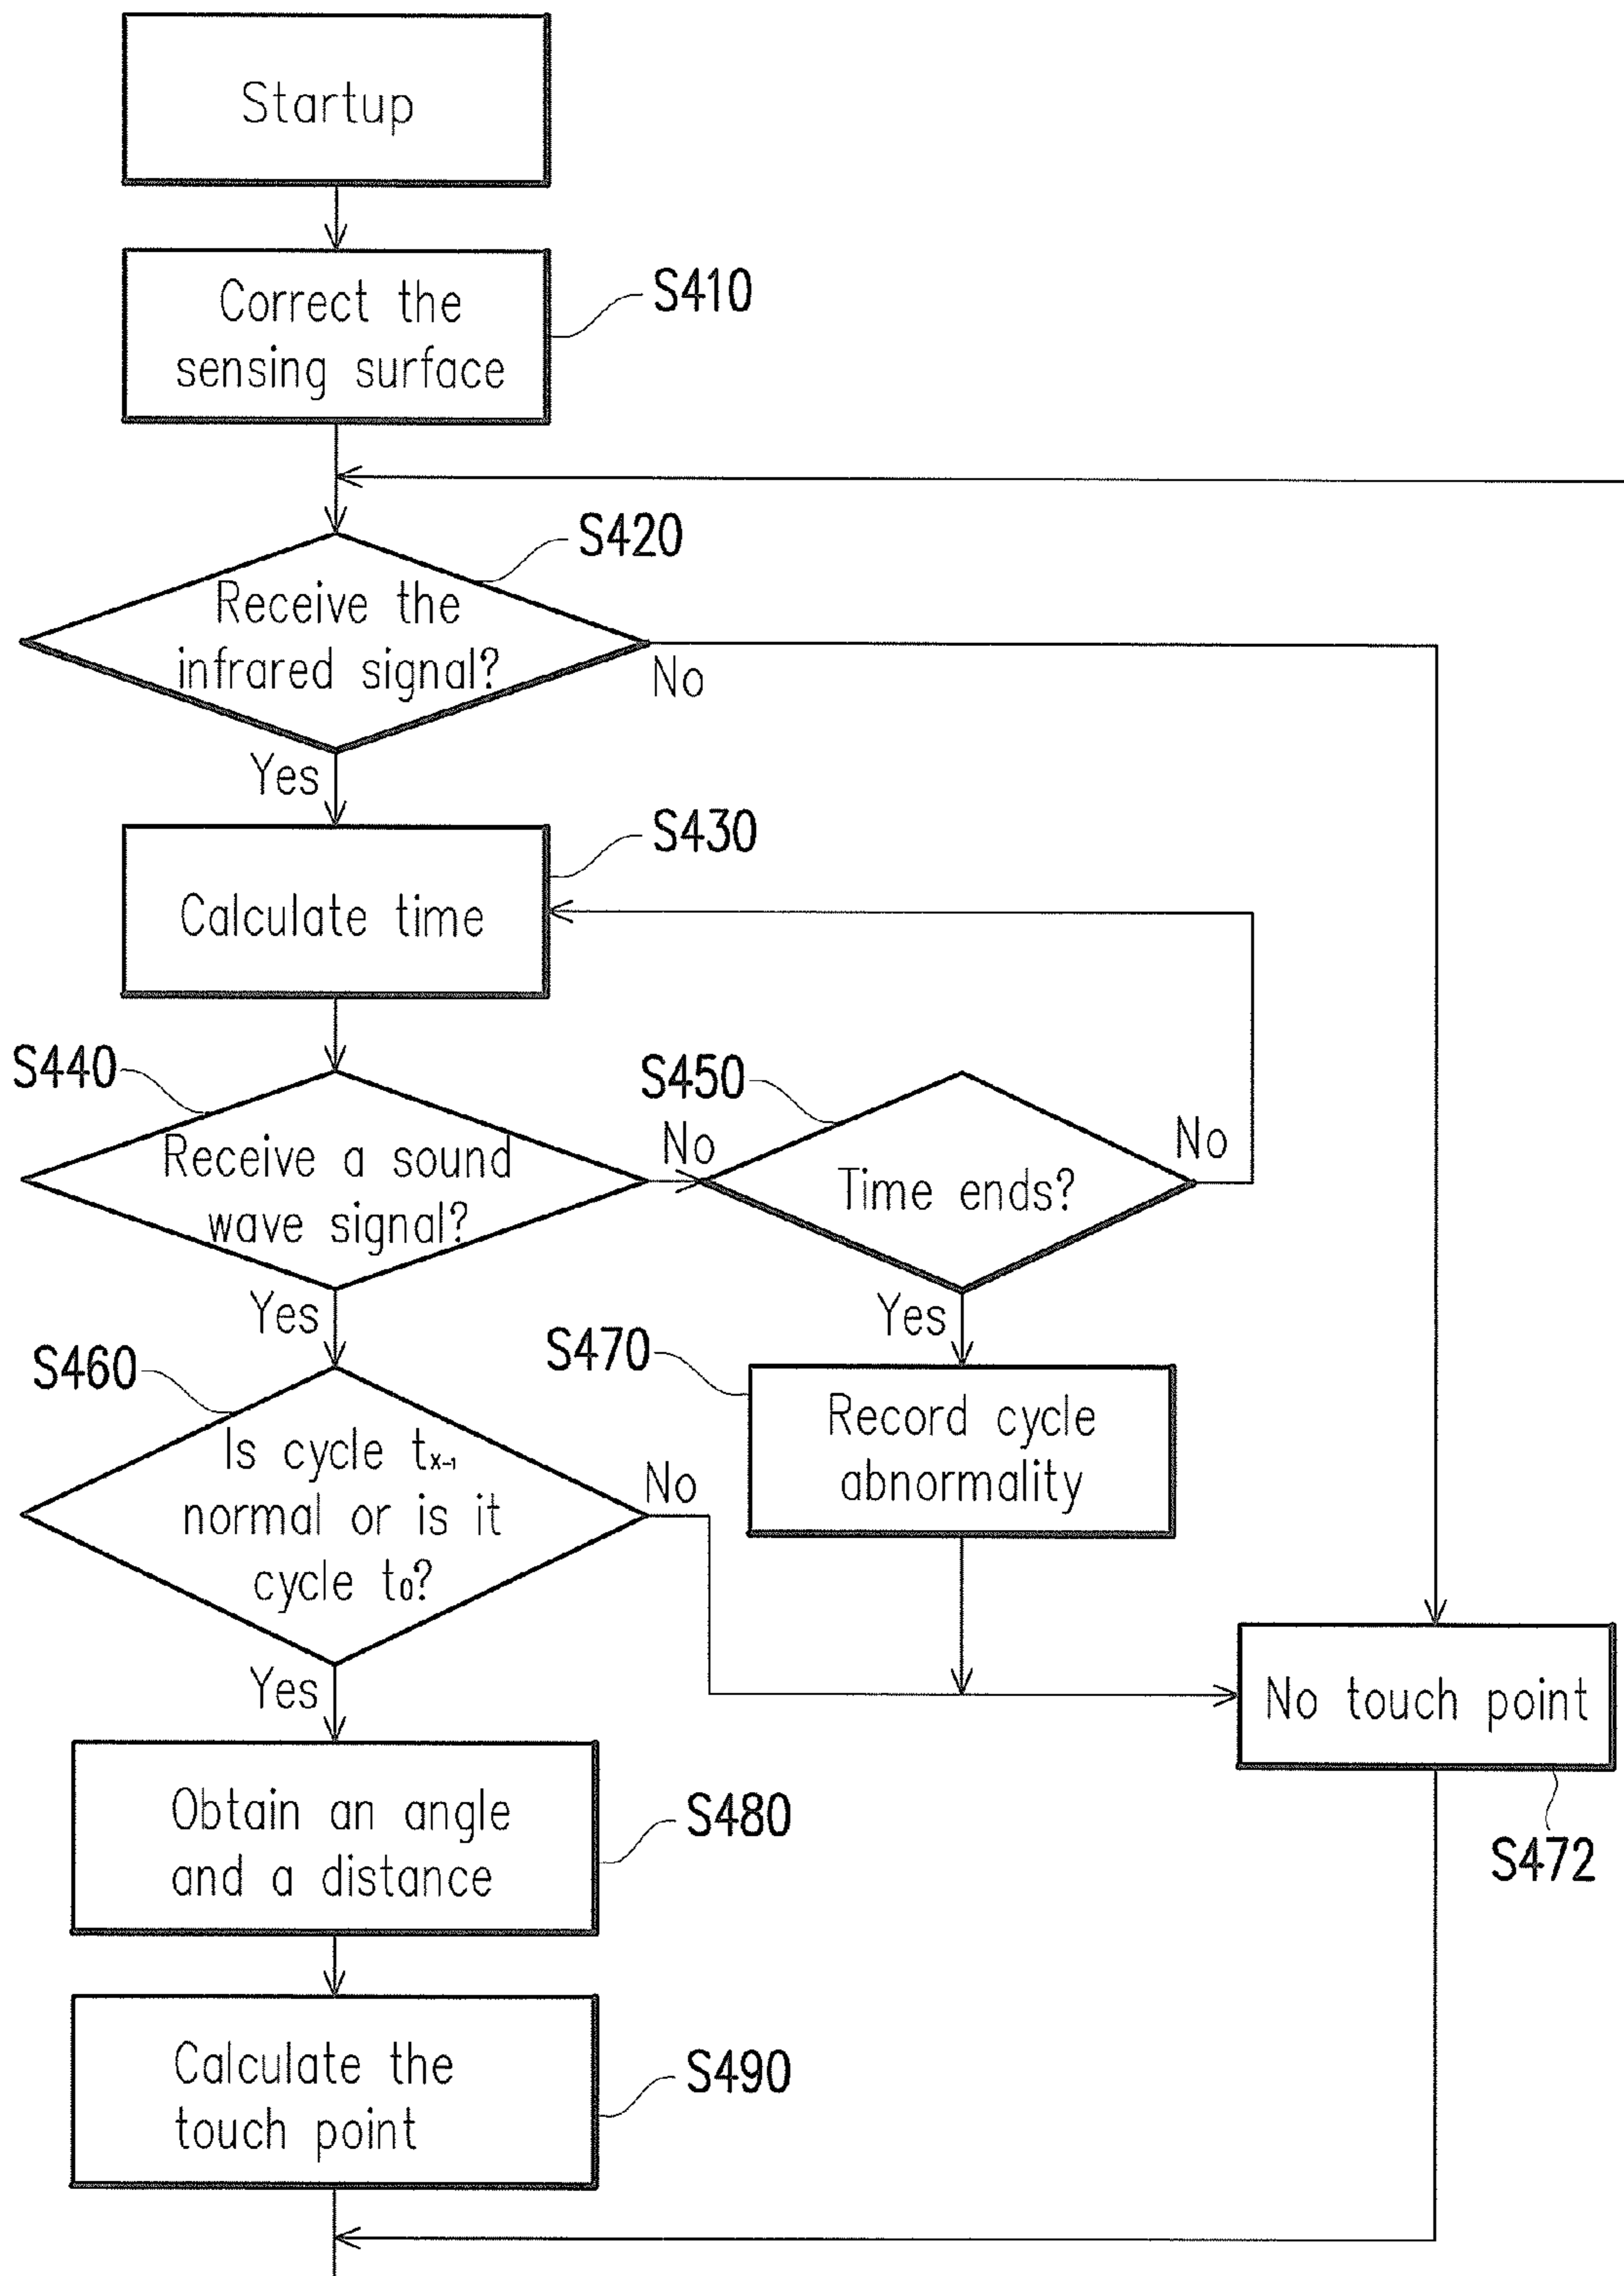 Startup
Correct the
sensing surface
S410
S420
Receive the
infrared signal?
No
Yes
S430
Calculate time
S440
Receive a sound
wave signal?
No
S450
Time ends?
No
Yes
Yes
S460
Is cycle tx-1
normal or is it
cycle t0?
No
S470
Record cycle
abnormality
Yes
No touch point
S472
Obtain an angle
and a distance
S480
Calculate the
touch point
S490